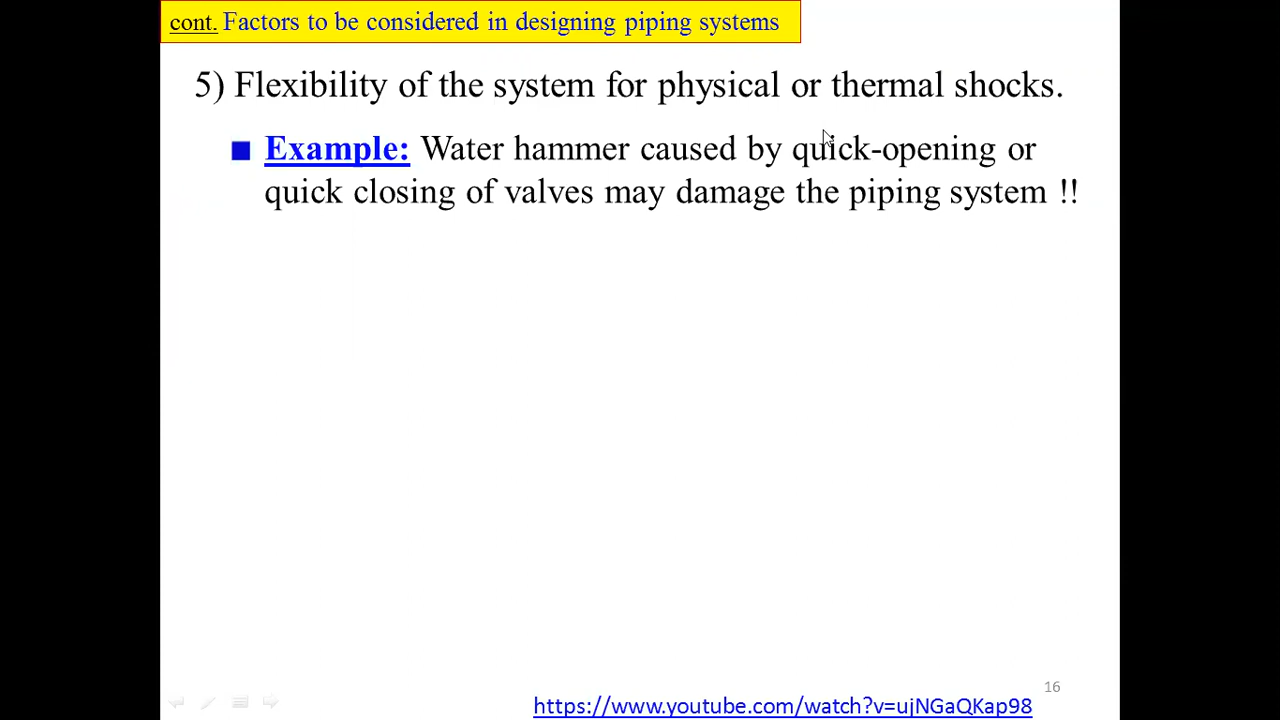 cont. Factors to be considered in designing piping systems
5) Flexibility of the system for physical or thermal shocks.
Example: Water hammer caused by quick-opening or
quick closing of valves may damage the piping system !!
16
https://www.youtube.com/watch?v=ujNGaQKap98